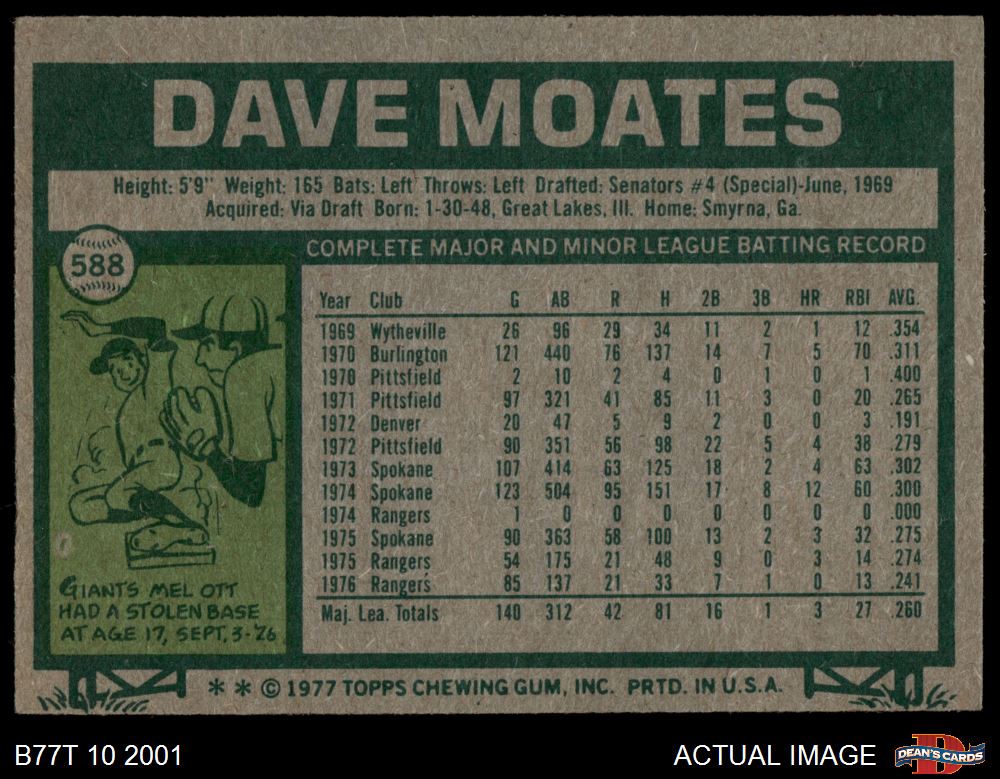 DAVE MOATES
Height: 5'9" Weight: 165 Bats: Left Throws: Left Drafted: Senators #4 (Special)-June, 1969
Acquired: Via Draft Born: 1-30-48, Great Lakes, Ill. Home: Smyrna, Ga.
588
COMPLETE MAJOR AND MINOR LEAGUE BATTING RECORD
Year Club G AB R H 2B 3B HR RBI AVG.
1969 Wytheville 26 96 29 34 11 2 1 12 .354
1970 Burlington 121 440 76 137 14 7 5 70 .311
1970 Pittsfield 2 10 2 4 0 1 0 1 .400
1971 Pittsfield 97 321 41 85 11 3 0 20 .265
1972 Denver 20 47 5 9 2 0 0 3 .191
1972 Pittsfield 90 351 56 98 22 5 4 38 .279
1973 Spokane 107 414 63 125 18 2 4 63 .302
1974 Spokane 123 504 95 151 17 8 12 60 .300
1974 Rangers 1 0 0 0 0 0 0 0 .000
1975 Spokane 90 363 58 100 13 2 3 32 .275
1975 Rangers 54 175 21 48 9 0 3 14 .274
1976 Rangers 85 137 21 33 7 1 0 13 .241
Maj. Lea. Totals 140 312 42 81 16 1 3 27 .260
GIANTS MEL OTT
HAD A STOLEN BASE
AT AGE 17, SEPT. 3-'26
* * © 1977 TOPPS CHEWING GUM, INC. PRTD. IN U.S.A.
B77T 10 2001
ACTUAL IMAGE
DEAN'S CARDS